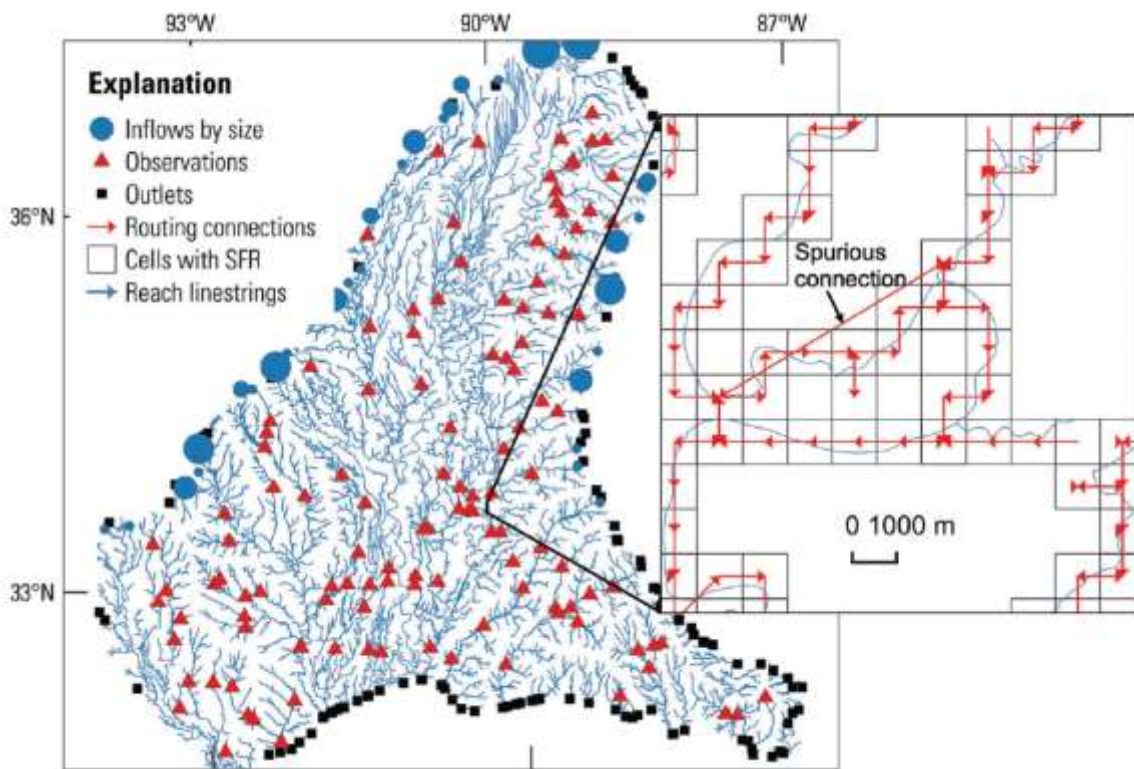 93°W
90°W
87°W
Explanation
Inflows by size
Observations
Outlets
Routing connections
Cells with SFR
Reach linestrings
36°N
Spurious
connection
0 1000 m
33°N